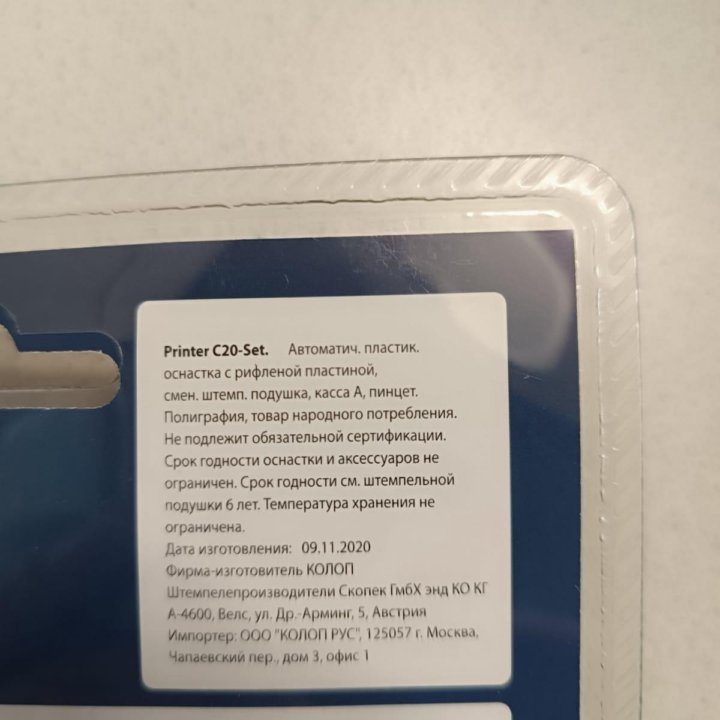 Printer C20-Set. Автоматич. пластик.
оснастка с рифленой пластиной,
смен. штемп. подушка, касса А, пинцет.
Полиграфия, товар народного потребления.
Не подлежит обязательной сертификации.
Срок годности оснастки и аксессуаров не
ограничен. Срок годности см. штемпельной
подушки 6 лет. Температура хранения не
ограничена.
Дата изготовления: 09.11.2020
Фирма-изготовитель КОЛОП
Штемпелепроизводители Скопек ГмбХ энд КО КГ
А-4600, Велс, ул. Др.-Арминг, 5, Австрия
Импортер: ООО "КОЛОП РУС", 125057 г. Москва,
Чапаевский пер., дом 3, офис 1